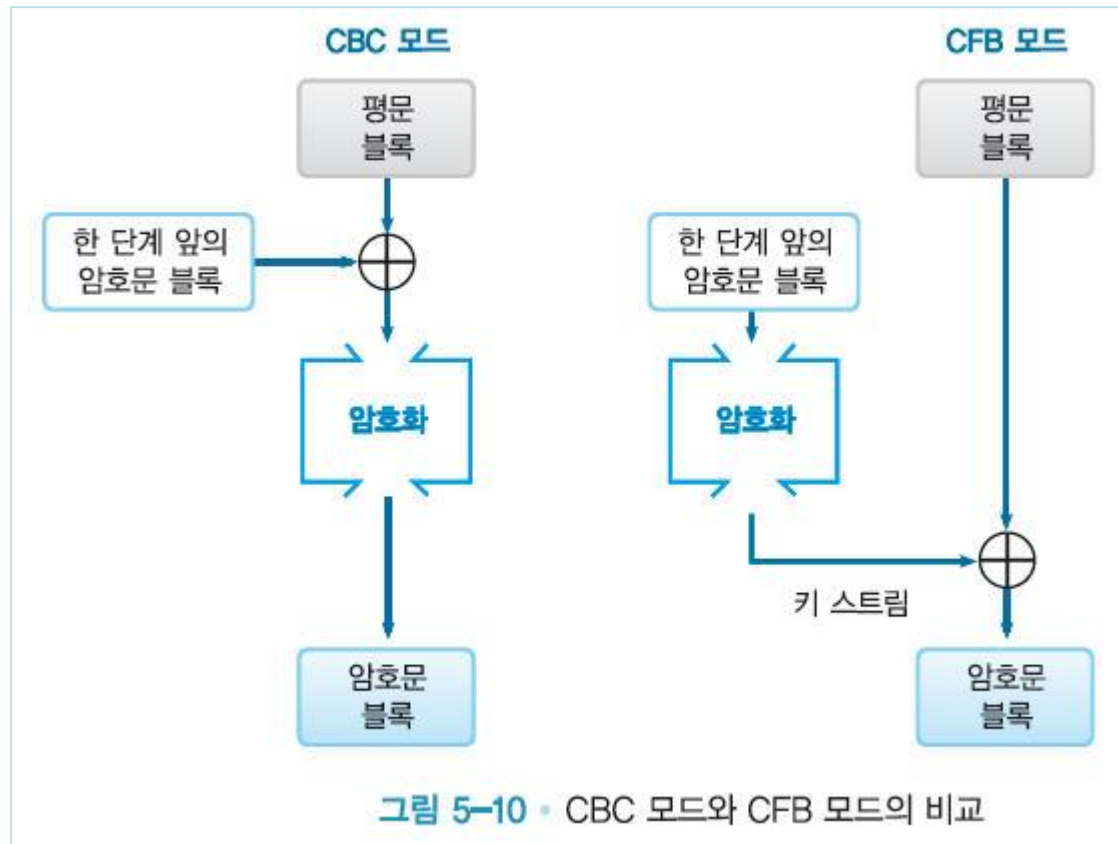 CBC 모드
평문
블록
한 단계 앞의
암호문 블록
암호화
암호문
블록
CFB 모드
평문
블록
한 단계 앞의
암호문 블록
암호화
키 스트림
암호문
블록
그림 5-10 • CBC 모드와 CFB 모드의 비교